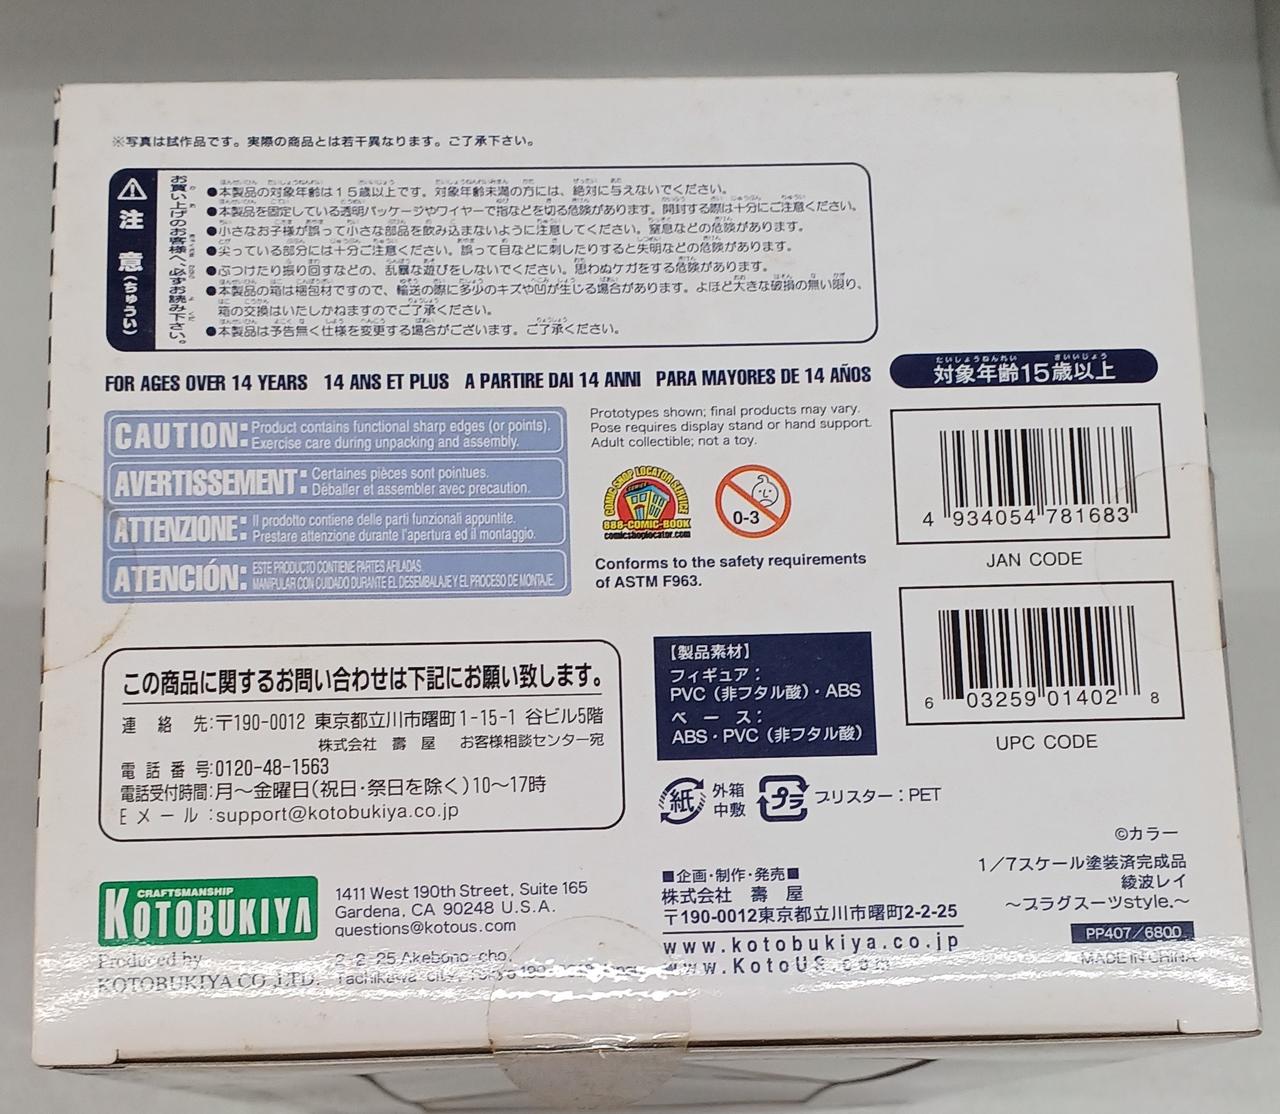 ※写真は試作品です。実際の商品とは若干異なります。ご了承下さい。
注意(ちゅうい)
お買い上げのお客様へ、必ずお読み下さい。
●本製品の対象年齢は15歳以上です。対象年齢未満の方には、絶対に与えないでください。
●本製品を固定している透明パッケージやワイヤーで指などを切る危険があります。開封する際は十分にご注意ください。
●小さなお子様が誤って小さな部品を飲み込まないように注意してください。窒息などの危険があります。
●尖っている部分には十分ご注意ください。誤って目などに刺したりすると失明などの危険があります。
●ぶつけたり振り回すなどの、乱暴な遊びをしないでください。思わぬケガをする危険があります。
●本製品の箱は梱包材ですので、輸送の際に多少のキズや凹が生じる場合があります。よほど大きな破損の無い限り、
箱の交換はいたしかねますのでご了承ください。
●本製品は予告無く仕様を変更する場合がございます。ご了承ください。
FOR AGES OVER 14 YEARS 14 ANS ET PLUS A PARTIRE DAI 14 ANNI PARA MAYORES DE 14 AÑOS
たいしょうねんれい さいいじょう
対象年齢15歳以上
CAUTION: Product contains functional sharp edges (or points).
Exercise care during unpacking and assembly.
AVERTISSEMENT: Certaines pièces sont pointues.
Déballer et assembler avec precaution.
ATTENZIONE: Il prodotto contiene delle parti funzionali appuntite.
Prestare attenzione durante l'apertura ed il montaggio.
ATENCIÓN: ESTE PRODUCTO CONTIENE PARTES AFILADAS.
MANIPULAR CON CUIDADO DURANTE EL DESEMBALAJE Y EL PROCESO DE MONTAJE.
Prototypes shown; final products may vary.
Pose requires display stand or hand support.
Adult collectible; not a toy.
COMIC SHOP LOCATOR SERVICE
COMICS
888-COMIC-BOOK
comicshoplocator.com
0-3
Conforms to the safety requirements
of ASTM F963.
4 934054 781683
JAN CODE
6 03259 01402 8
UPC CODE
この商品に関するお問い合わせは下記にお願い致します。
連絡先:〒190-0012 東京都立川市曙町1-15-1 谷ビル5階
株式会社 壽屋 お客様相談センター宛
電話番号:0120-48-1563
電話受付時間:月〜金曜日(祝日・祭日を除く)10〜17時
Eメール:support@kotobukiya.co.jp
【製品素材】
フィギュア:
PVC(非フタル酸)・ABS
ベース:
ABS・PVC(非フタル酸)
紙 外箱
中敷
プラ ブリスター:PET
©カラー
1/7スケール塗装済完成品
綾波レイ
〜プラグスーツstyle.〜
PP407/6800
MADE IN CHINA
CRAFTSMANSHIP
KOTOBUKIYA
1411 West 190th Street, Suite 165
Gardena, CA 90248 U.S.A.
questions@kotous.com
Produced by
KOTOBUKIYA CO.,LTD.
2-2-25 Akebono-cho,
Tachikawa-City,
■企画・制作・発売■
株式会社 壽屋
〒190-0012東京都立川市曙町2-2-25
www.kotobukiya.co.jp
www.KotoUS.com